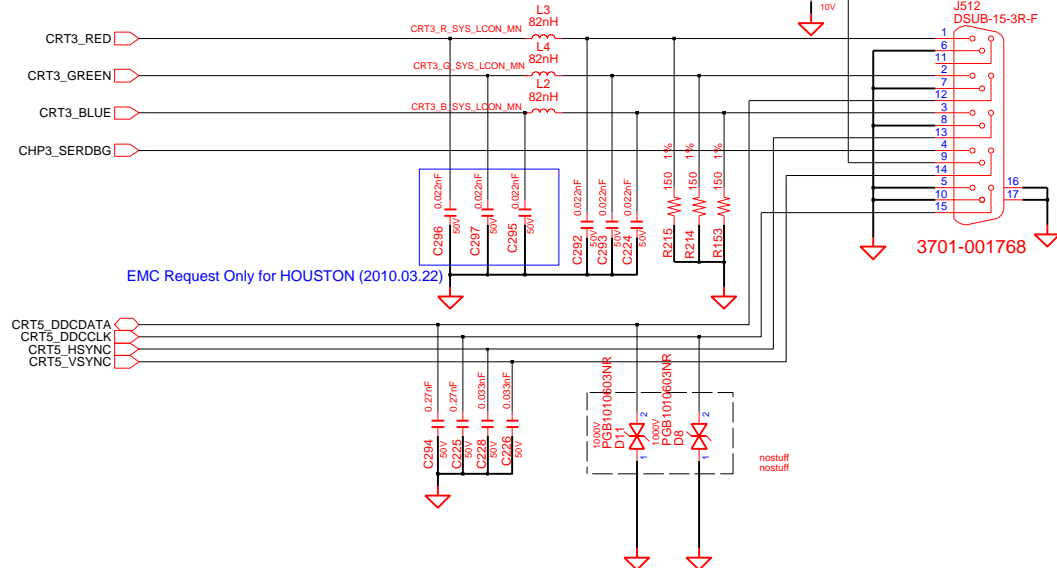 10V
J512
DSUB-15-3R-F
L3
82nH
CRT3_RED
CRT3_R_SYS_LCON_MN
L4
82nH
CRT3_GREEN
CRT3_G_SYS_LCON_MN
L2
82nH
CRT3_BLUE
CRT3_B_SYS_LCON_MN
CHP3_SERDBG
1
6
11
2
7
12
3
8
13
4
9
14
5
10
15
16
17
3701-001768
0.022nF
C296
50V
0.022nF
C297
50V
0.022nF
C295
50V
0.022nF
C292
50V
0.022nF
C293
50V
0.022nF
C224
50V
150 1%
R215
150 1%
R214
150 1%
R153
EMC Request Only for HOUSTON (2010.03.22)
CRT5_DDCDATA
CRT5_DDCCLK
CRT5_HSYNC
CRT5_VSYNC
0.27nF
C294
50V
0.27nF
C225
50V
0.033nF
C228
50V
0.033nF
C226
50V
1000V
PGB1010603NR
D11
2
1
1000V
PGB1010603NR
D8
2
1
nostuff
nostuff